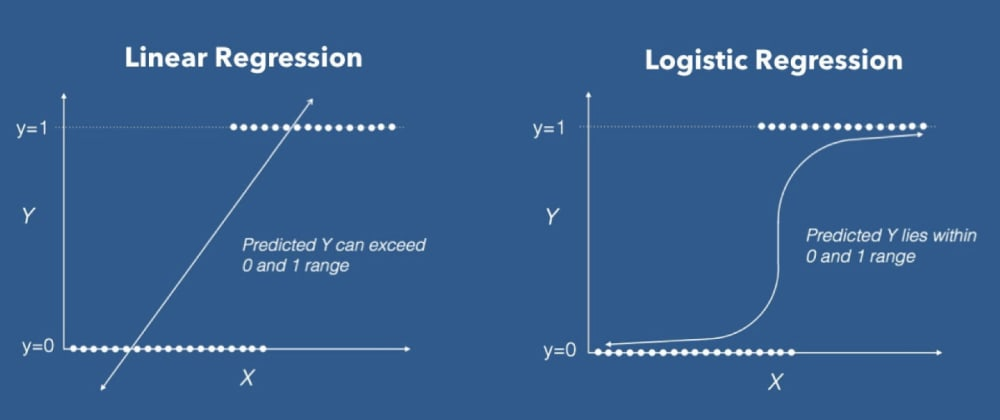 Linear Regression
y=1
Y
Predicted Y can exceed
0 and 1 range
y=0
X
Logistic Regression
y=1
Y
Predicted Y lies within
0 and 1 range
y=0
X